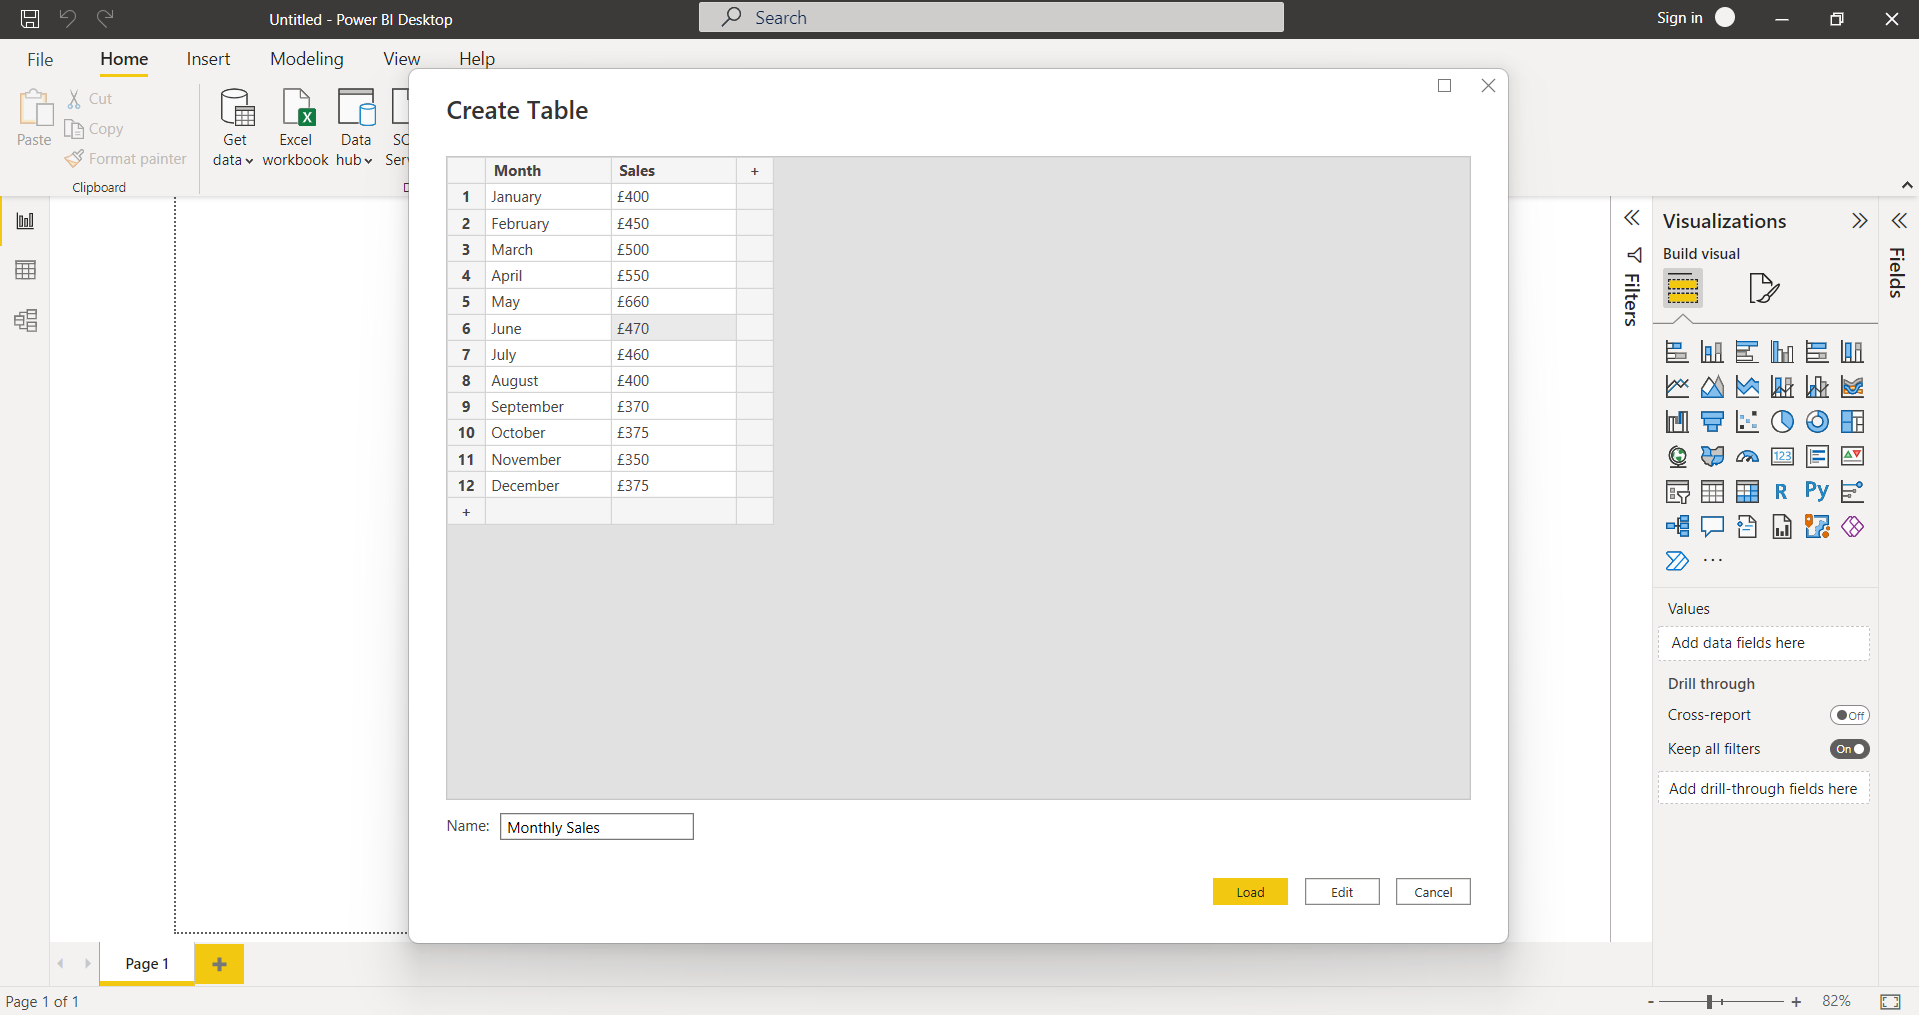 Untitled - Power BI Desktop
Search
Sign in
File Home Insert Modeling View Help
Paste
Cut
Copy
Format painter
Clipboard
Get data
Excel workbook
Data hub
Create Table
Month Sales +
1 January £400
2 February £450
3 March £500
4 April £550
5 May £660
6 June £470
7 July £460
8 August £400
9 September £370
10 October £375
11 November £350
12 December £375
+
Name: Monthly Sales
Load Edit Cancel
Filters
Visualizations
Build visual
123
R Py
...
Values
Add data fields here
Drill through
Cross-report Off
Keep all filters On
Add drill-through fields here
Fields
Page 1 +
Page 1 of 1
- + 82%